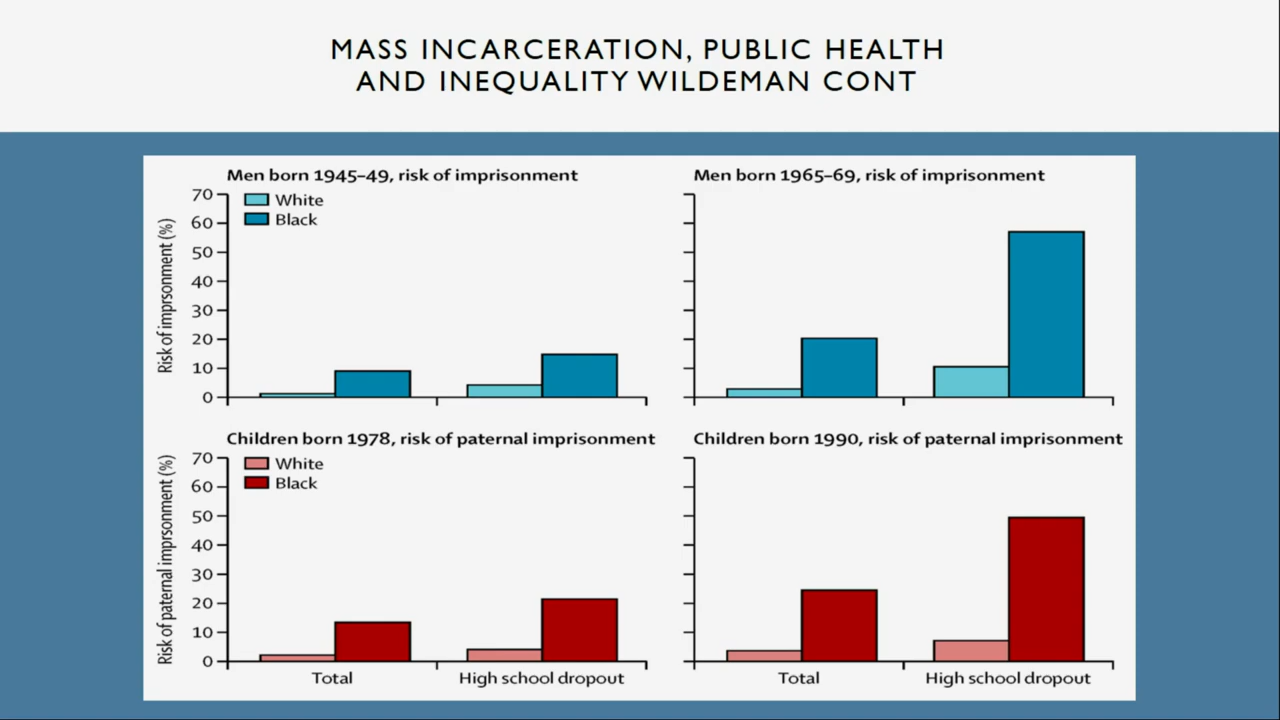 MASS INCARCERATION, PUBLIC HEALTH
AND INEQUALITY WILDEMAN CONT
Men born 1945–49, risk of imprisonment
White
Black
Risk of imprsonment (%)
70
60
50
40
30
20
10
0
Men born 1965–69, risk of imprisonment
Children born 1978, risk of paternal imprisonment
White
Black
Risk of paternal imprsonment (%)
70
60
50
40
30
20
10
0
Total
High school dropout
Children born 1990, risk of paternal imprisonment
Total
High school dropout